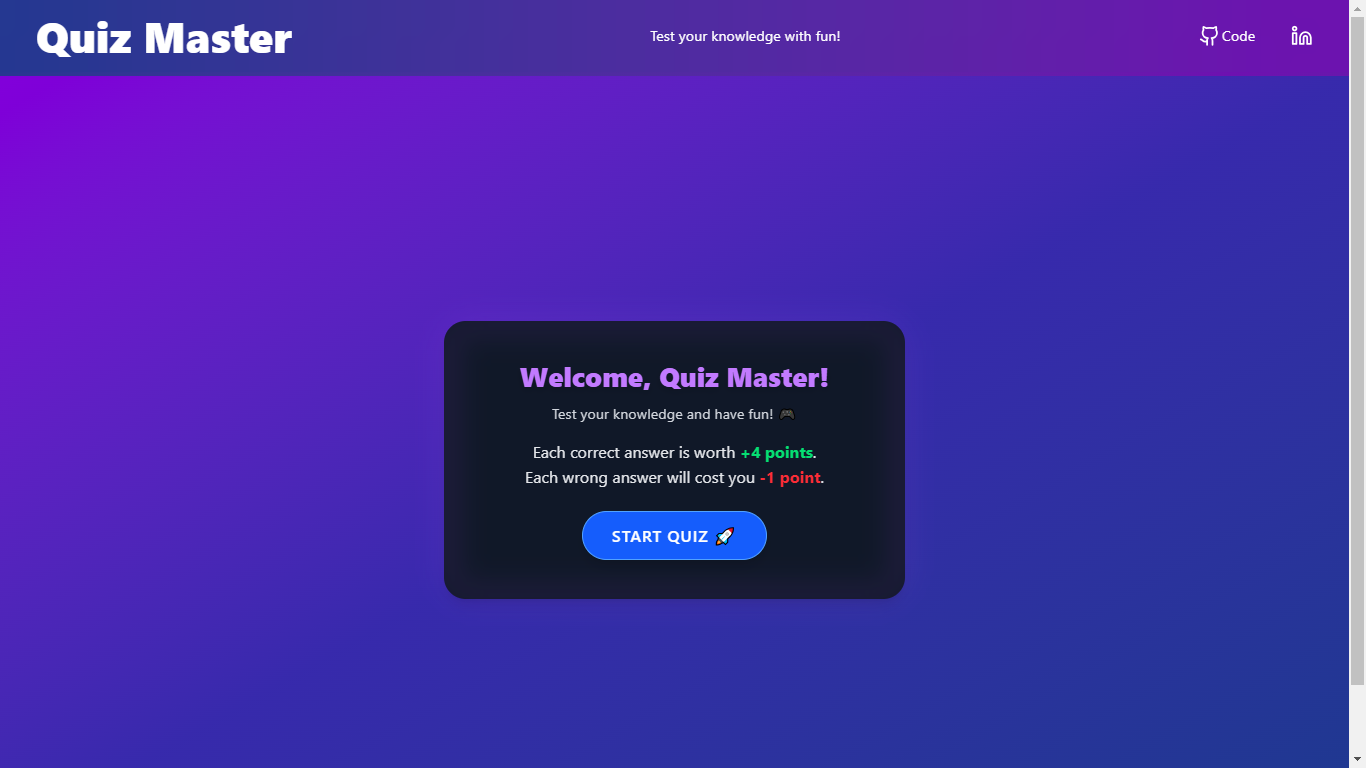 Quiz Master
Test your knowledge with fun!
Code
Welcome, Quiz Master!
Test your knowledge and have fun! 🎮
Each correct answer is worth +4 points.
Each wrong answer will cost you -1 point.
START QUIZ 🚀